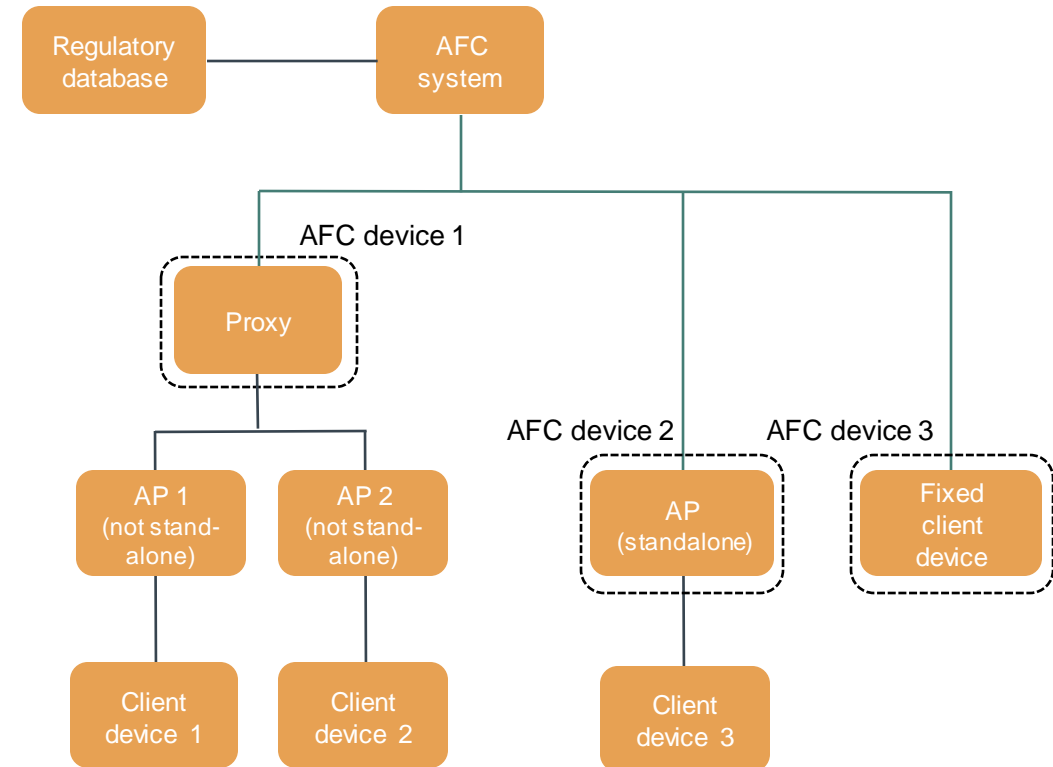 Regulatory
database
AFC
system
AFC device 1
Proxy
AFC device 2
AFC device 3
AP 1
(not stand-
alone)
AP 2
(not stand-
alone)
AP
(standalone)
Fixed
client
device
Client
device 1
Client
device 2
Client
device 3